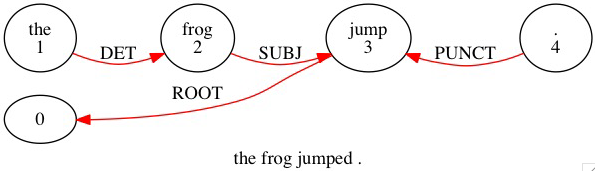 the frog jump .
1 2 3 4
DET SUBJ PUNCT
ROOT
0
the frog jumped .